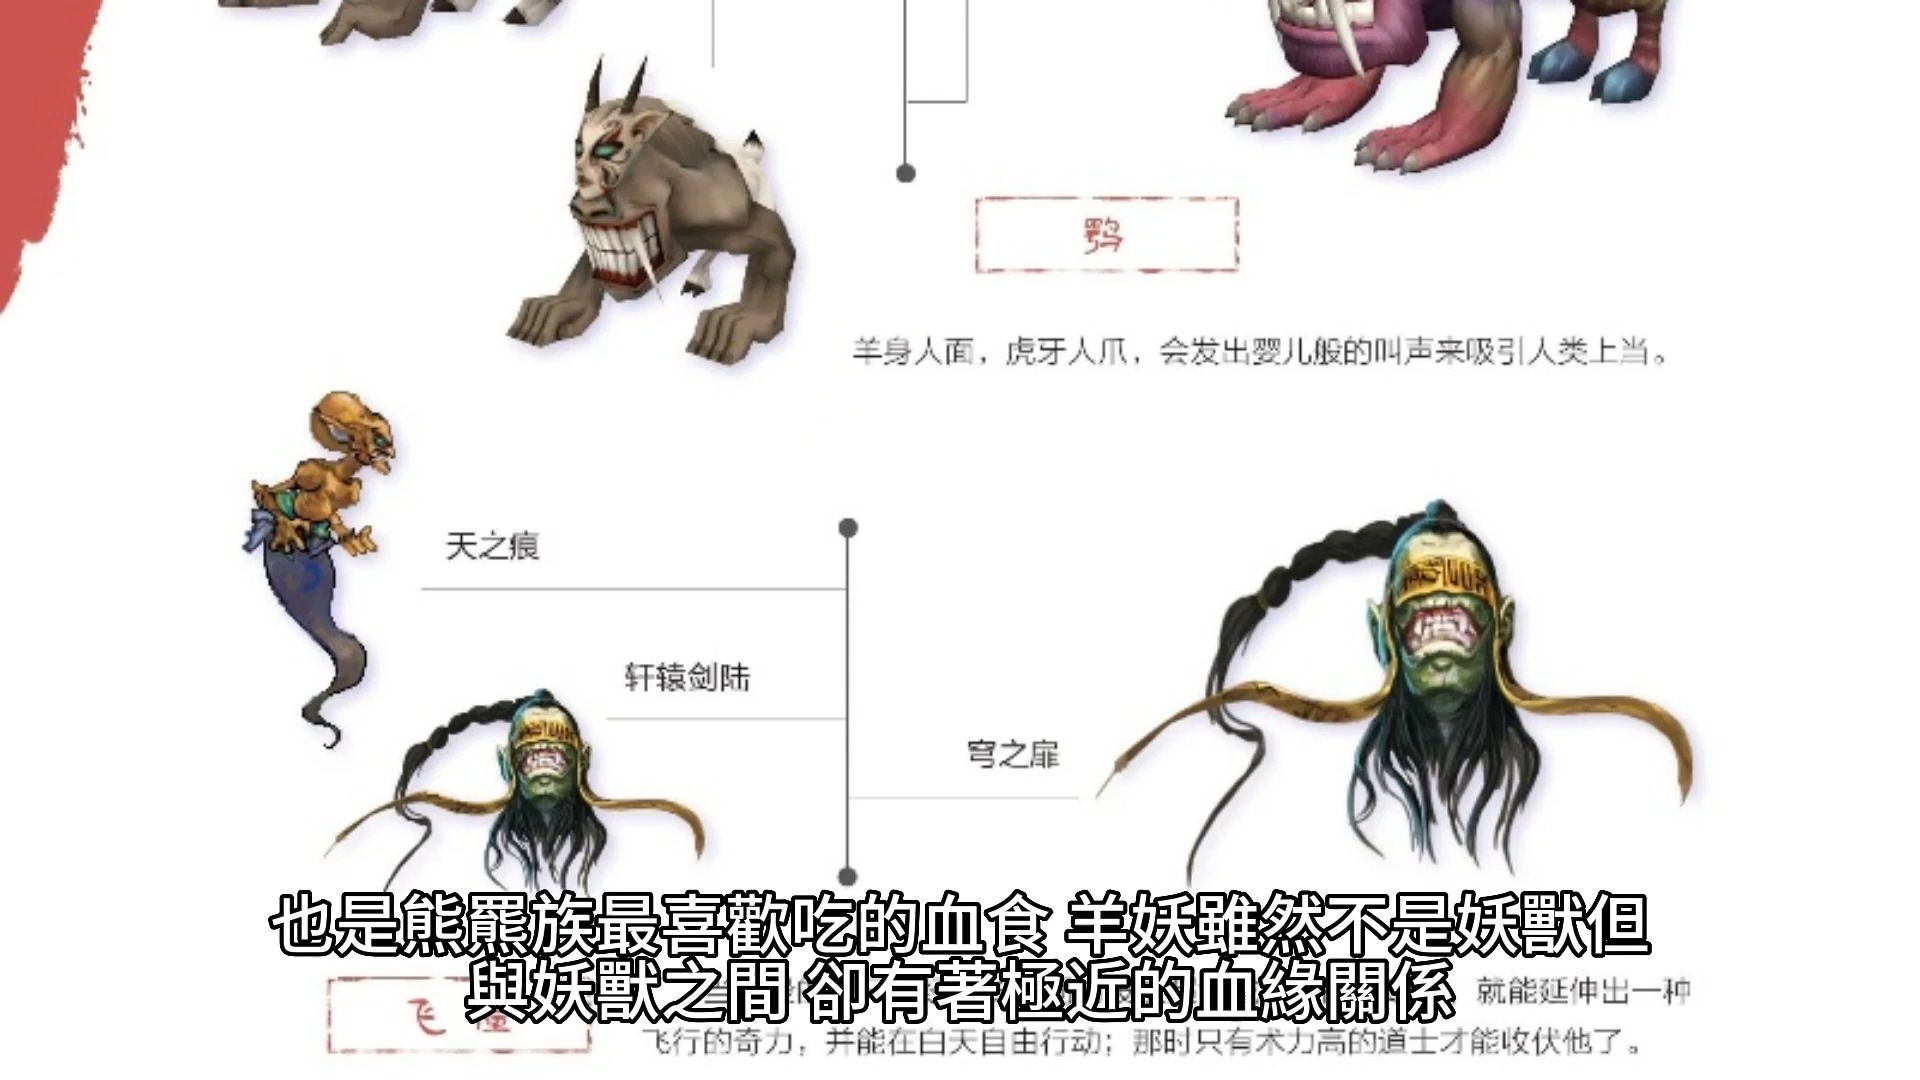 鹗
羊身人面，虎牙人爪，会发出婴儿般的叫声来吸引人类上当。
天之痕
轩辕剑陆
穹之扉
也是熊羆族最喜歡吃的血食 羊妖雖然不是妖獸但
與妖獸之間 卻有著極近的血緣關係
飞
就能延伸出一种
飞行的奇力，并能在白天自由行动；那时只有术力高的道士才能收伏他了。